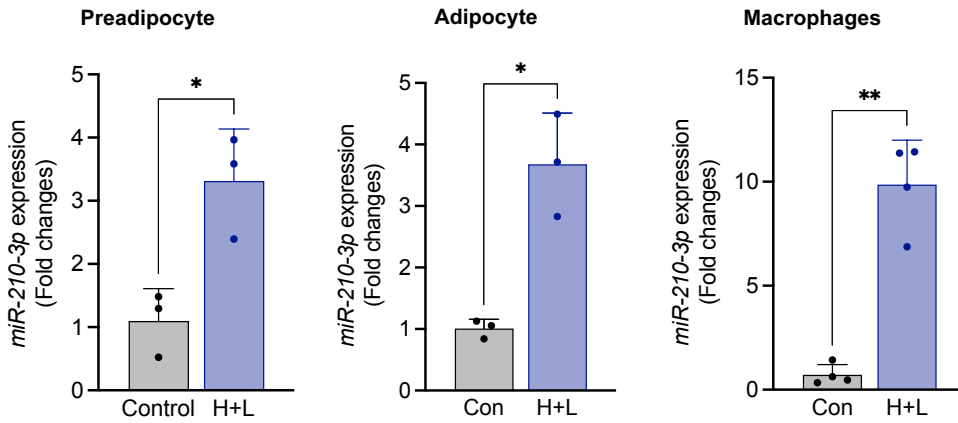 Preadipocyte
miR-210-3p expression
(Fold changes)
5
4
3
2
1
0
*
Control H+L
Adipocyte
miR-210-3p expression
(Fold changes)
5
4
3
2
1
0
*
Con H+L
Macrophages
miR-210-3p expression
(Fold changes)
15
10
5
0
**
Con H+L